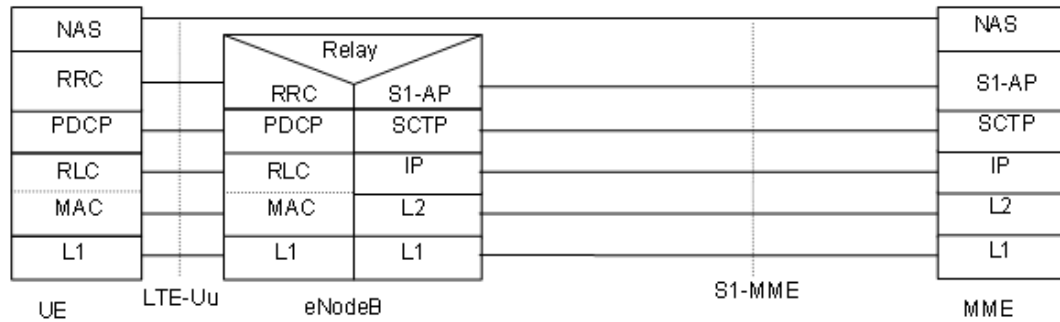 NAS
RRC
PDCP
RLC
MAC
L1
UE
LTE-Uu
Relay
RRC
S1-AP
PDCP
SCTP
RLC
IP
MAC
L2
L1
L1
eNodeB
S1-MME
NAS
S1-AP
SCTP
IP
L2
L1
MME